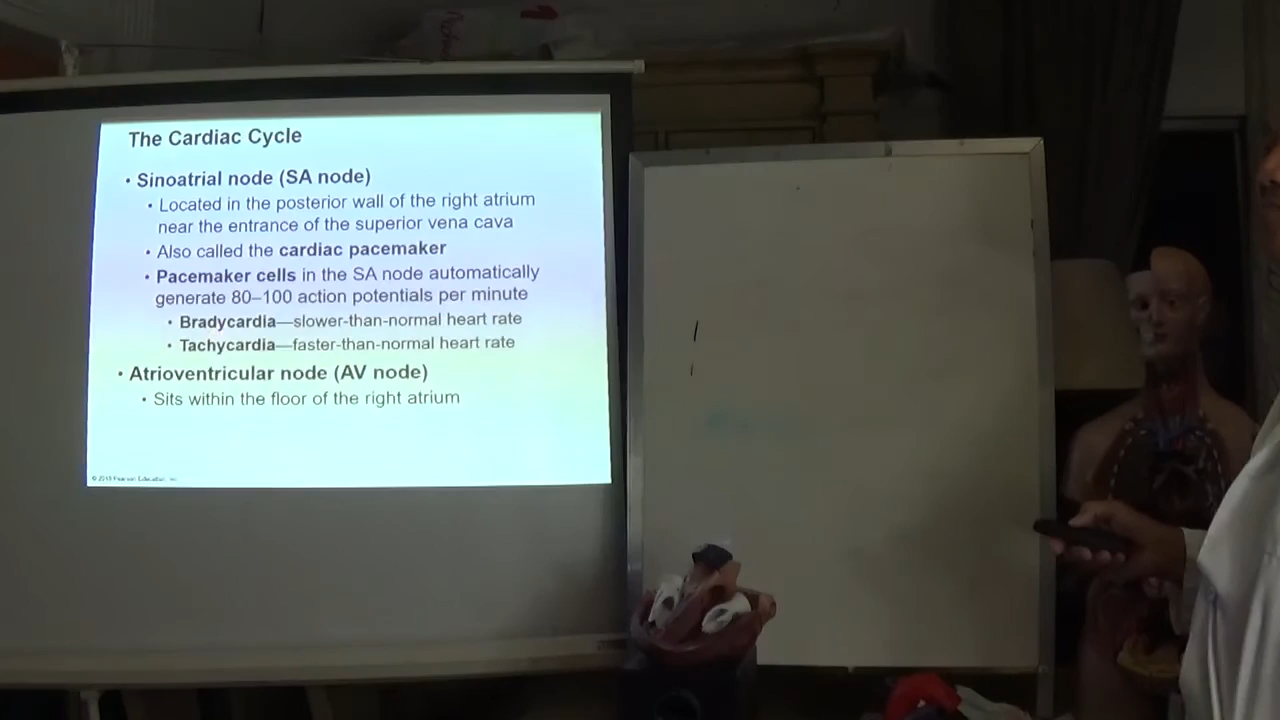 The Cardiac Cycle
• Sinoatrial node (SA node)
• Located in the posterior wall of the right atrium
near the entrance of the superior vena cava
• Also called the cardiac pacemaker
• Pacemaker cells in the SA node automatically
generate 80–100 action potentials per minute
• Bradycardia—slower-than-normal heart rate
• Tachycardia—faster-than-normal heart rate
• Atrioventricular node (AV node)
• Sits within the floor of the right atrium